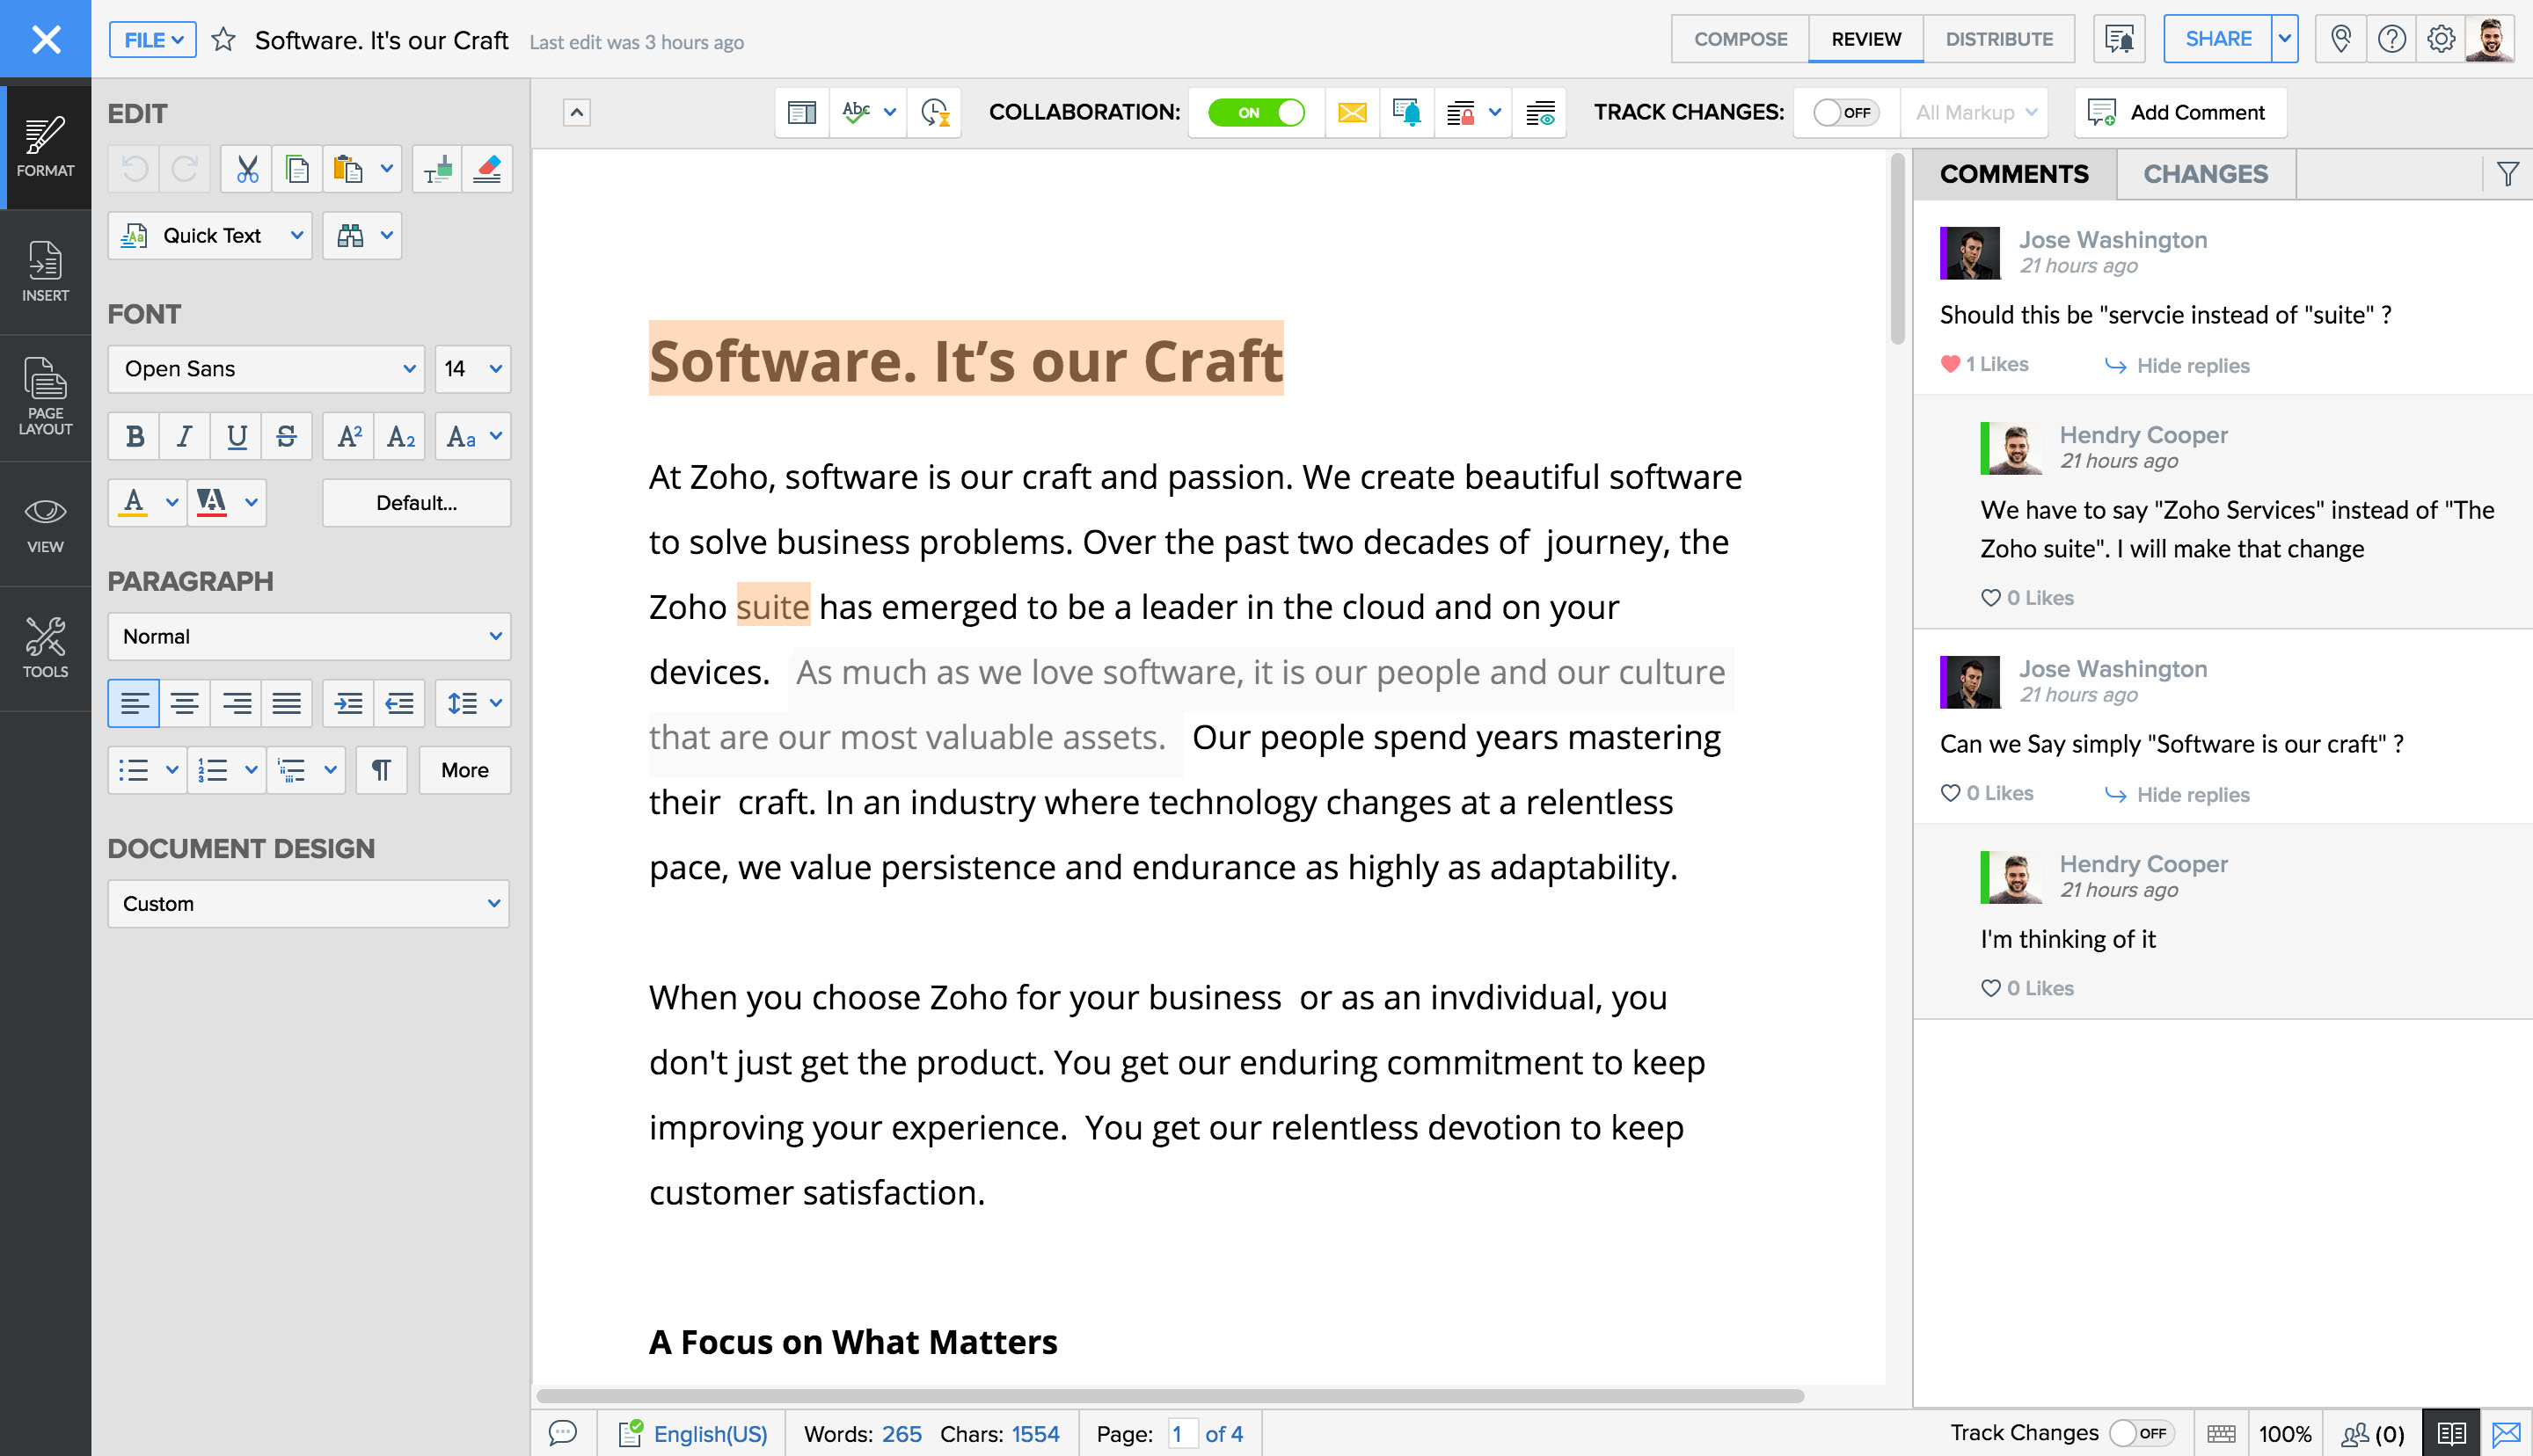 FILE
Software. It's our Craft
Last edit was 3 hours ago
COMPOSE
REVIEW
DISTRIBUTE
SHARE
FORMAT
INSERT
PAGE
LAYOUT
VIEW
TOOLS
EDIT
Quick Text
FONT
Open Sans
14
B I U S A2 A2 Aa
A A
Default...
PARAGRAPH
Normal
More
DOCUMENT DESIGN
Custom
Abc
COLLABORATION:
ON
TRACK CHANGES:
OFF
All Markup
Add Comment
Software. It’s our Craft
At Zoho, software is our craft and passion. We create beautiful software
to solve business problems. Over the past two decades of journey, the
Zoho suite has emerged to be a leader in the cloud and on your
devices. As much as we love software, it is our people and our culture
that are our most valuable assets. Our people spend years mastering
their craft. In an industry where technology changes at a relentless
pace, we value persistence and endurance as highly as adaptability.
When you choose Zoho for your business or as an invdividual, you
don't just get the product. You get our enduring commitment to keep
improving your experience. You get our relentless devotion to keep
customer satisfaction.
A Focus on What Matters
COMMENTS
CHANGES
Jose Washington
21 hours ago
Should this be "servcie instead of "suite" ?
1 Likes
Hide replies
Hendry Cooper
21 hours ago
We have to say "Zoho Services" instead of "The
Zoho suite". I will make that change
0 Likes
Jose Washington
21 hours ago
Can we Say simply "Software is our craft" ?
0 Likes
Hide replies
Hendry Cooper
21 hours ago
I'm thinking of it
0 Likes
English(US)
Words: 265 Chars: 1554
Page: 1 of 4
Track Changes OFF
100%
(0)